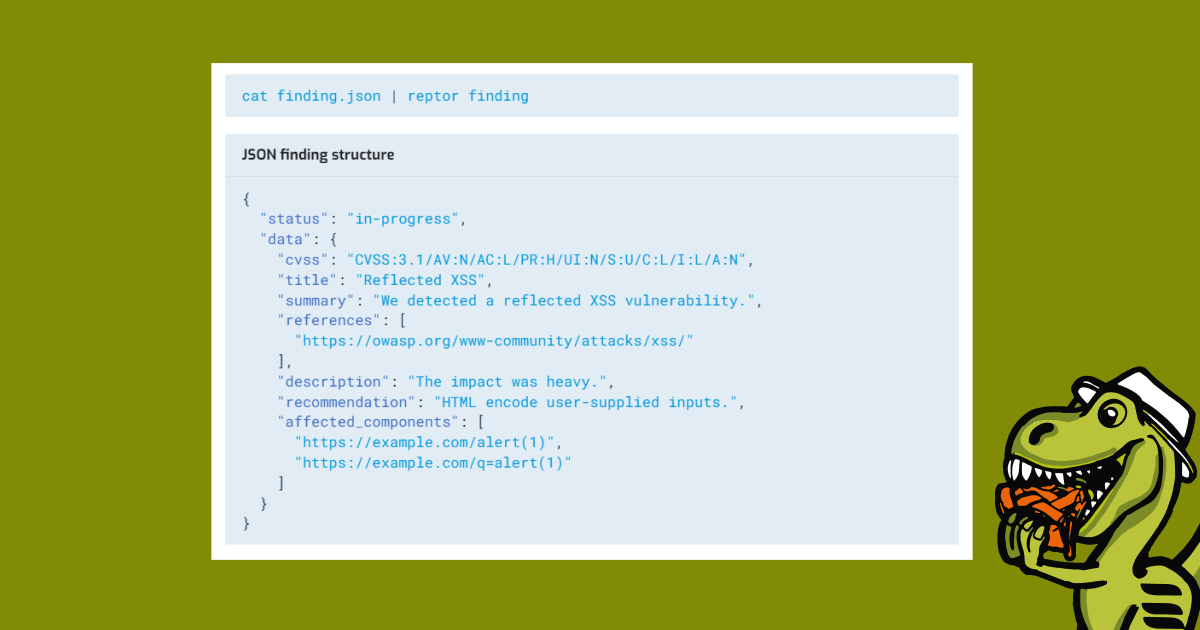 cat finding.json | reptor finding
JSON finding structure
{
  "status": "in-progress",
  "data": {
    "cvss": "CVSS:3.1/AV:N/AC:L/PR:H/UI:N/S:U/C:L/I:L/A:N",
    "title": "Reflected XSS",
    "summary": "We detected a reflected XSS vulnerability.",
    "references": [
      "https://owasp.org/www-community/attacks/xss/"
    ],
    "description": "The impact was heavy.",
    "recommendation": "HTML encode user-supplied inputs.",
    "affected_components": [
      "https://example.com/alert(1)",
      "https://example.com/q=alert(1)"
    ]
  }
}